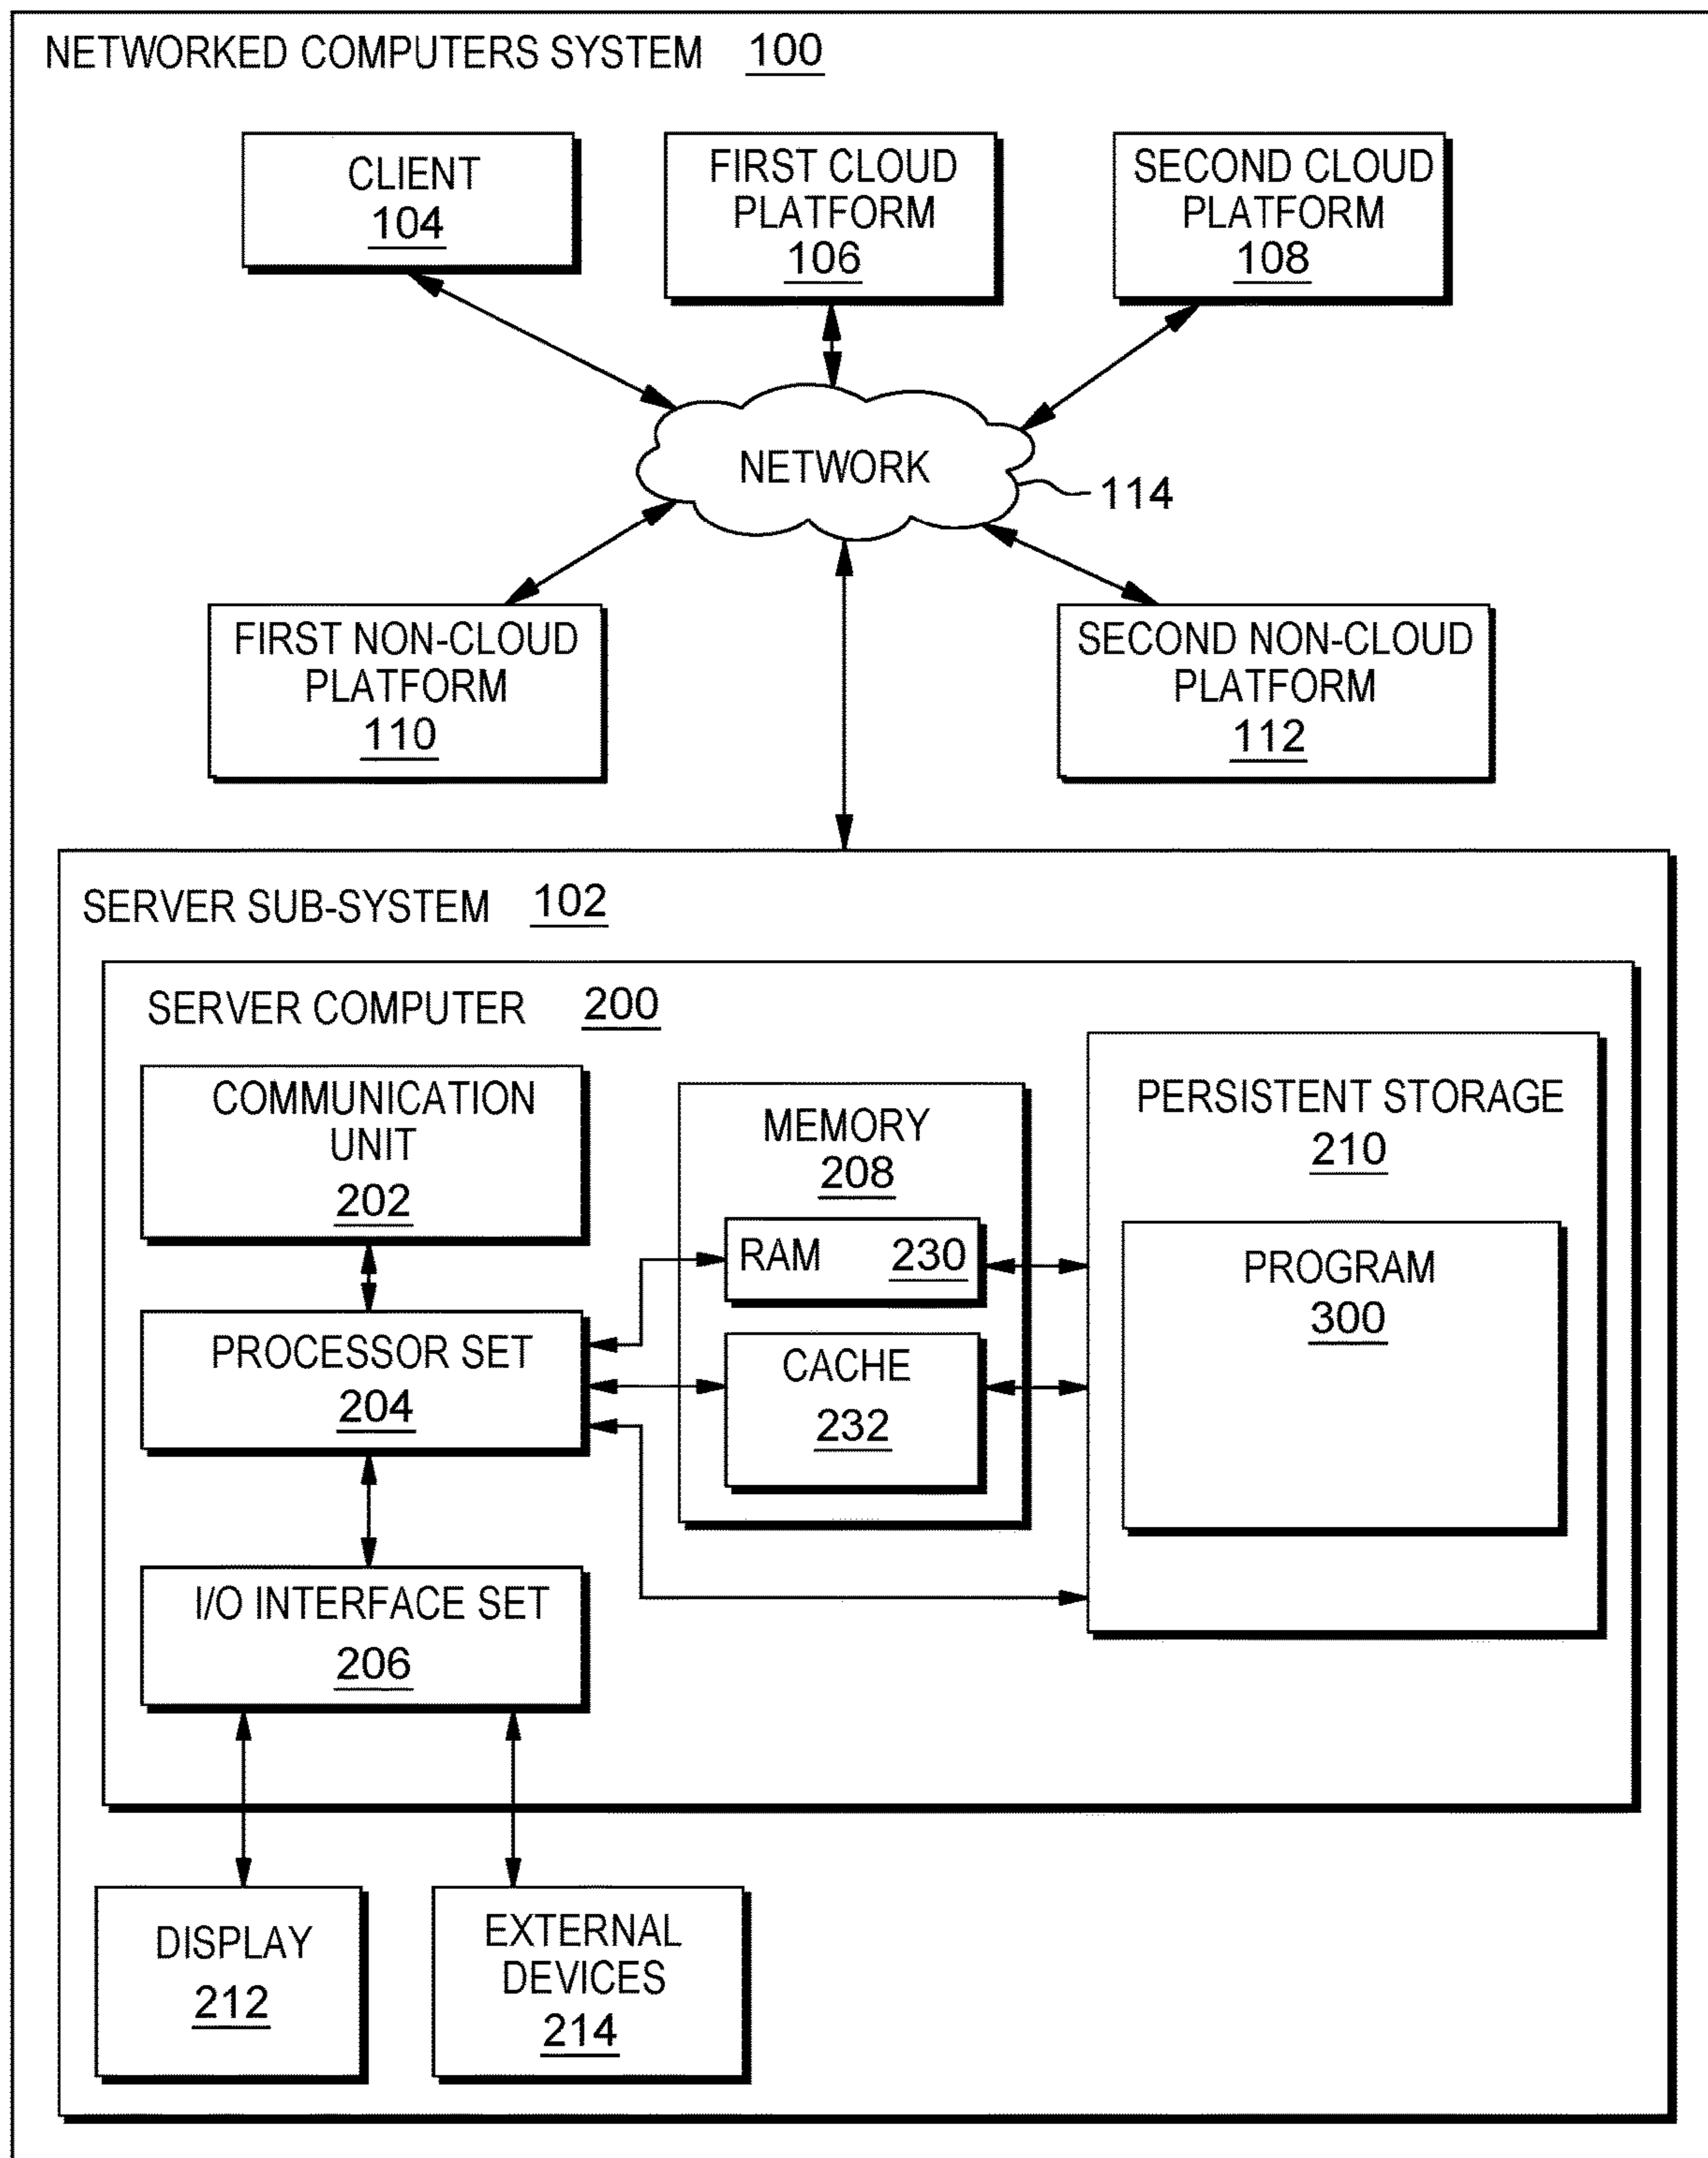 NETWORKED COMPUTERS SYSTEM 100
CLIENT
104
FIRST CLOUD
PLATFORM
106
SECOND CLOUD
PLATFORM
108
NETWORK
114
FIRST NON-CLOUD
PLATFORM
110
SECOND NON-CLOUD
PLATFORM
112
SERVER SUB-SYSTEM 102
SERVER COMPUTER 200
COMMUNICATION
UNIT
202
PROCESSOR SET
204
I/O INTERFACE SET
206
MEMORY
208
RAM 230
CACHE
232
PERSISTENT STORAGE
210
PROGRAM
300
DISPLAY
212
EXTERNAL
DEVICES
214